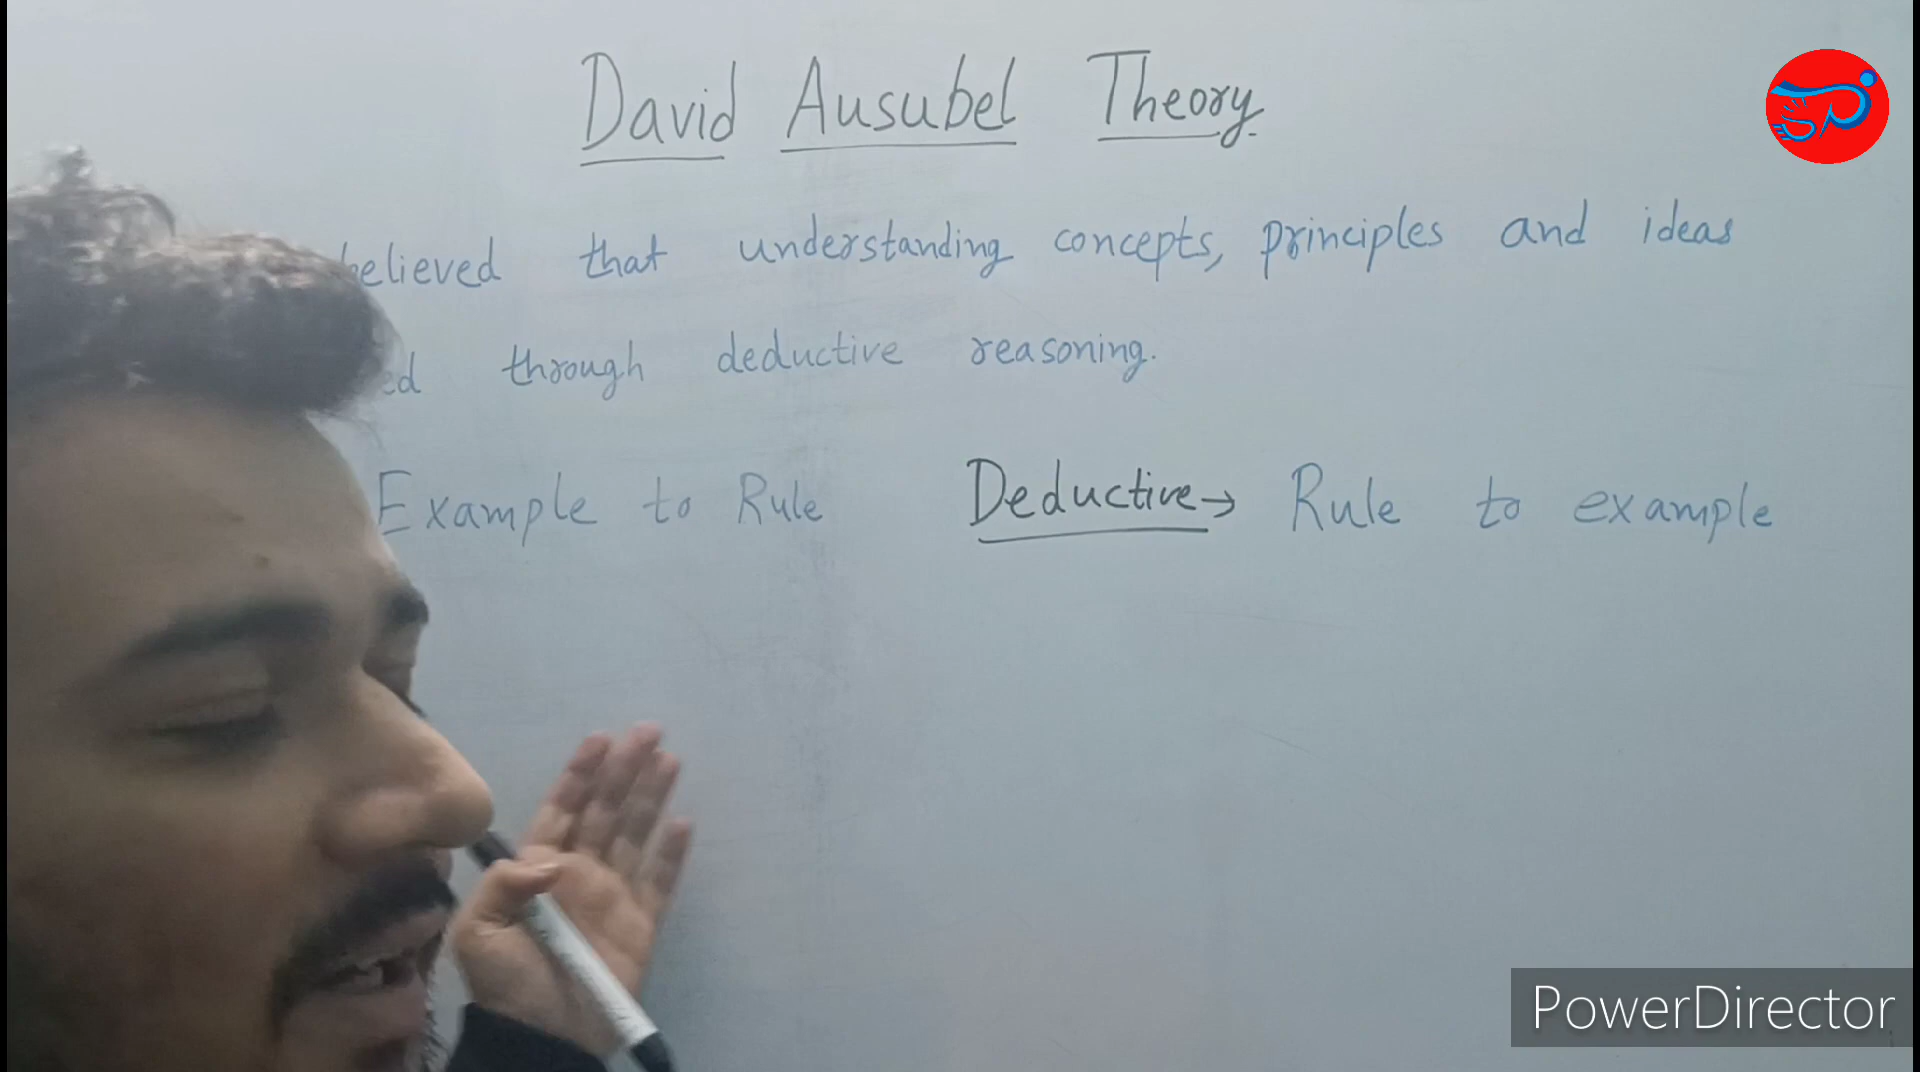 David Ausubel Theory
believed that understanding concepts, principles and ideas
through deductive reasoning.
Example to Rule Deductive → Rule to example
PowerDirector